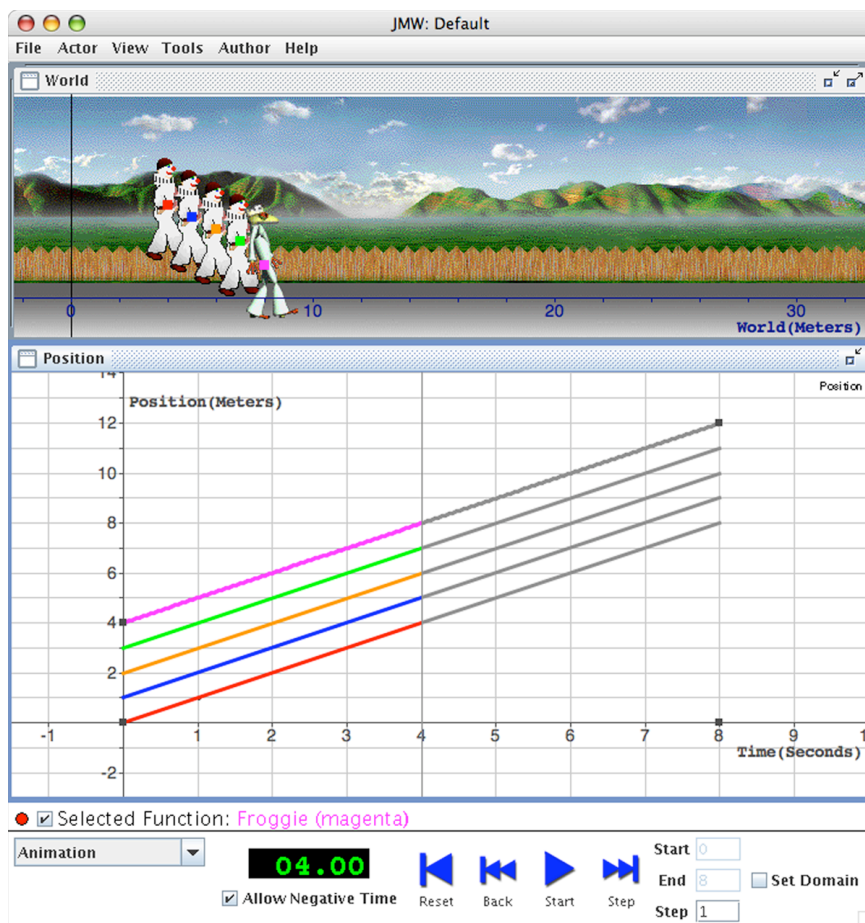 JMW: Default
File Actor View Tools Author Help
World
0 10 20 30
World(Meters)
Position
14
Position(Meters)
Position
12
10
8
6
4
2
-1 1 2 3 4 5 6 7 8 9 1
Time(Seconds)
-2
Selected Function: Froggie (magenta)
Animation
04.00
Allow Negative Time
Reset Back Start Step
Start 0
End 8
Set Domain
Step 1